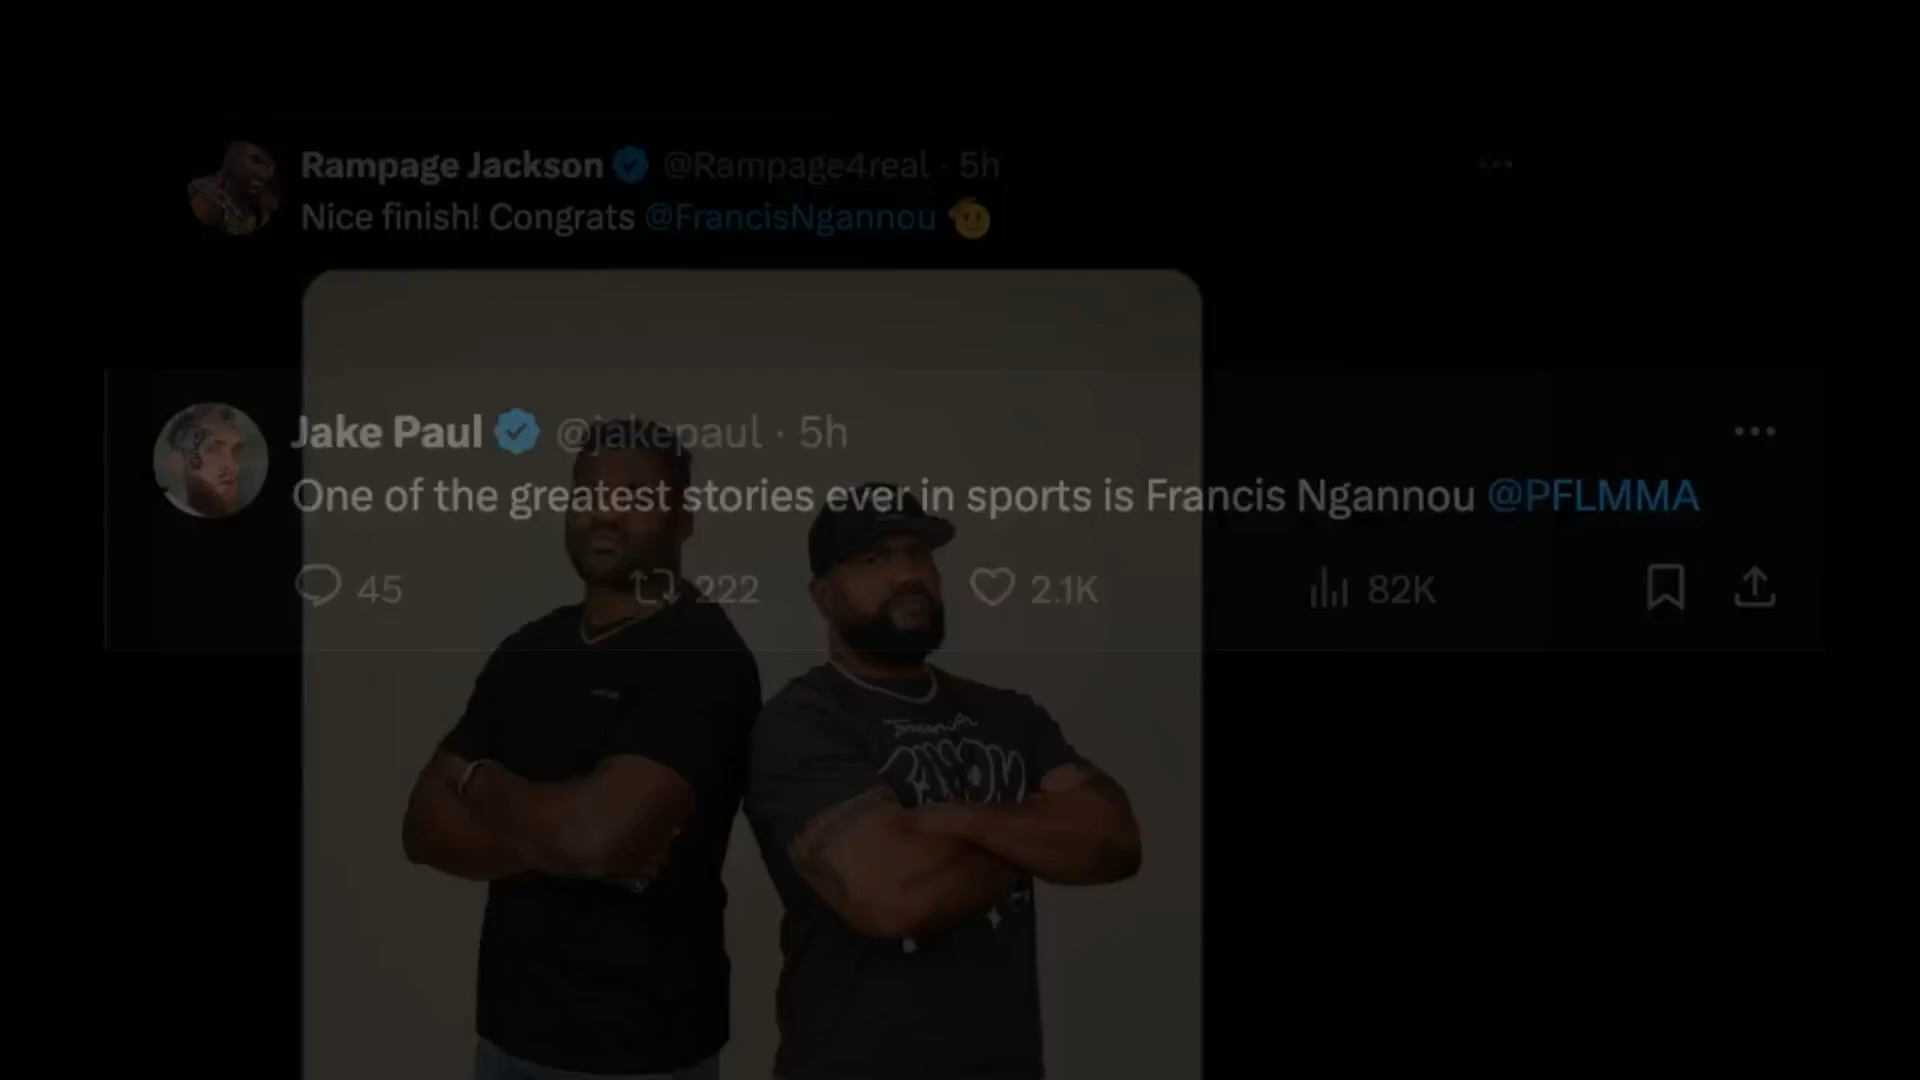 Rampage Jackson @Rampage4real · 5h
Nice finish! Congrats @FrancisNgannou 🫡
Jake Paul @jakepaul · 5h
One of the greatest stories ever in sports is Francis Ngannou @PFLMMA
45 222 2.1K 82K